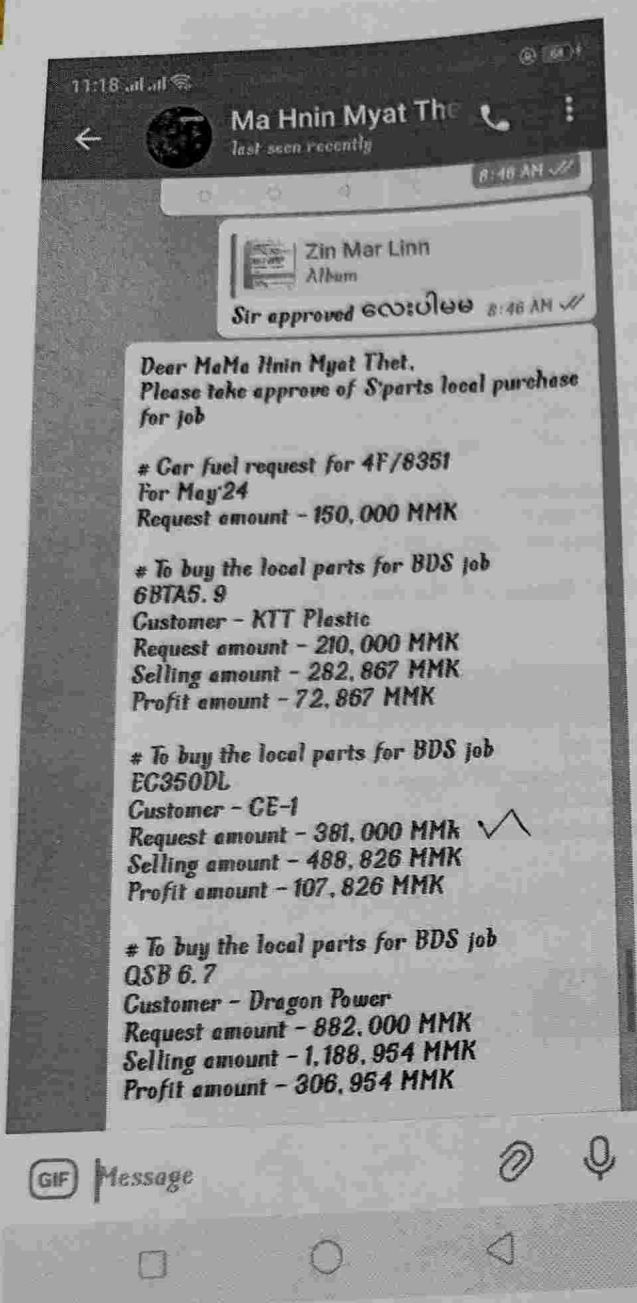 11:18
Ma Hnin Myat The
last seen recently
8:46 AM
Zin Mar Linn
Album
Sir approved လေးပါမမ 8:46 AM
Dear MaMa Hnin Myat Thet,
Please take approve of S'parts local purchase
for job
# Car fuel request for 4F/8351
For May'24
Request amount - 150,000 MMK
# To buy the local parts for BDS job
6BTA5.9
Customer - KTT Plastic
Request amount - 210,000 MMK
Selling amount - 282,867 MMK
Profit amount - 72,867 MMK
# To buy the local parts for BDS job
EC350DL
Customer - CE-1
Request amount - 381,000 MMk
Selling amount - 488,826 MMK
Profit amount - 107,826 MMK
# To buy the local parts for BDS job
QSB 6.7
Customer - Dragon Power
Request amount - 882,000 MMK
Selling amount - 1,188,954 MMK
Profit amount - 306,954 MMK
GIF Message